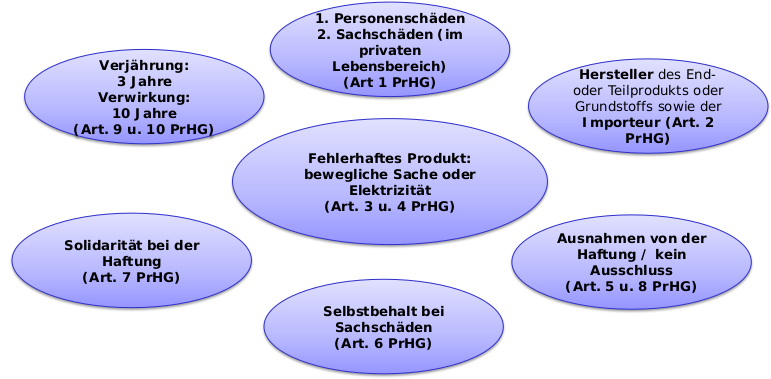 1. Personenschäden
2. Sachschäden (im
privaten
Lebensbereich)
(Art 1 PrHG)
Verjährung:
3 Jahre
Verwirkung:
10 Jahre
(Art. 9 u. 10 PrHG)
Hersteller des End-
oder Teilprodukts oder
Grundstoffs sowie der
Importeur (Art. 2
PrHG)
Fehlerhaftes Produkt:
bewegliche Sache oder
Elektrizität
(Art. 3 u. 4 PrHG)
Solidarität bei der
Haftung
(Art. 7 PrHG)
Ausnahmen von der
Haftung / kein
Ausschluss
(Art. 5 u. 8 PrHG)
Selbstbehalt bei
Sachschäden
(Art. 6 PrHG)